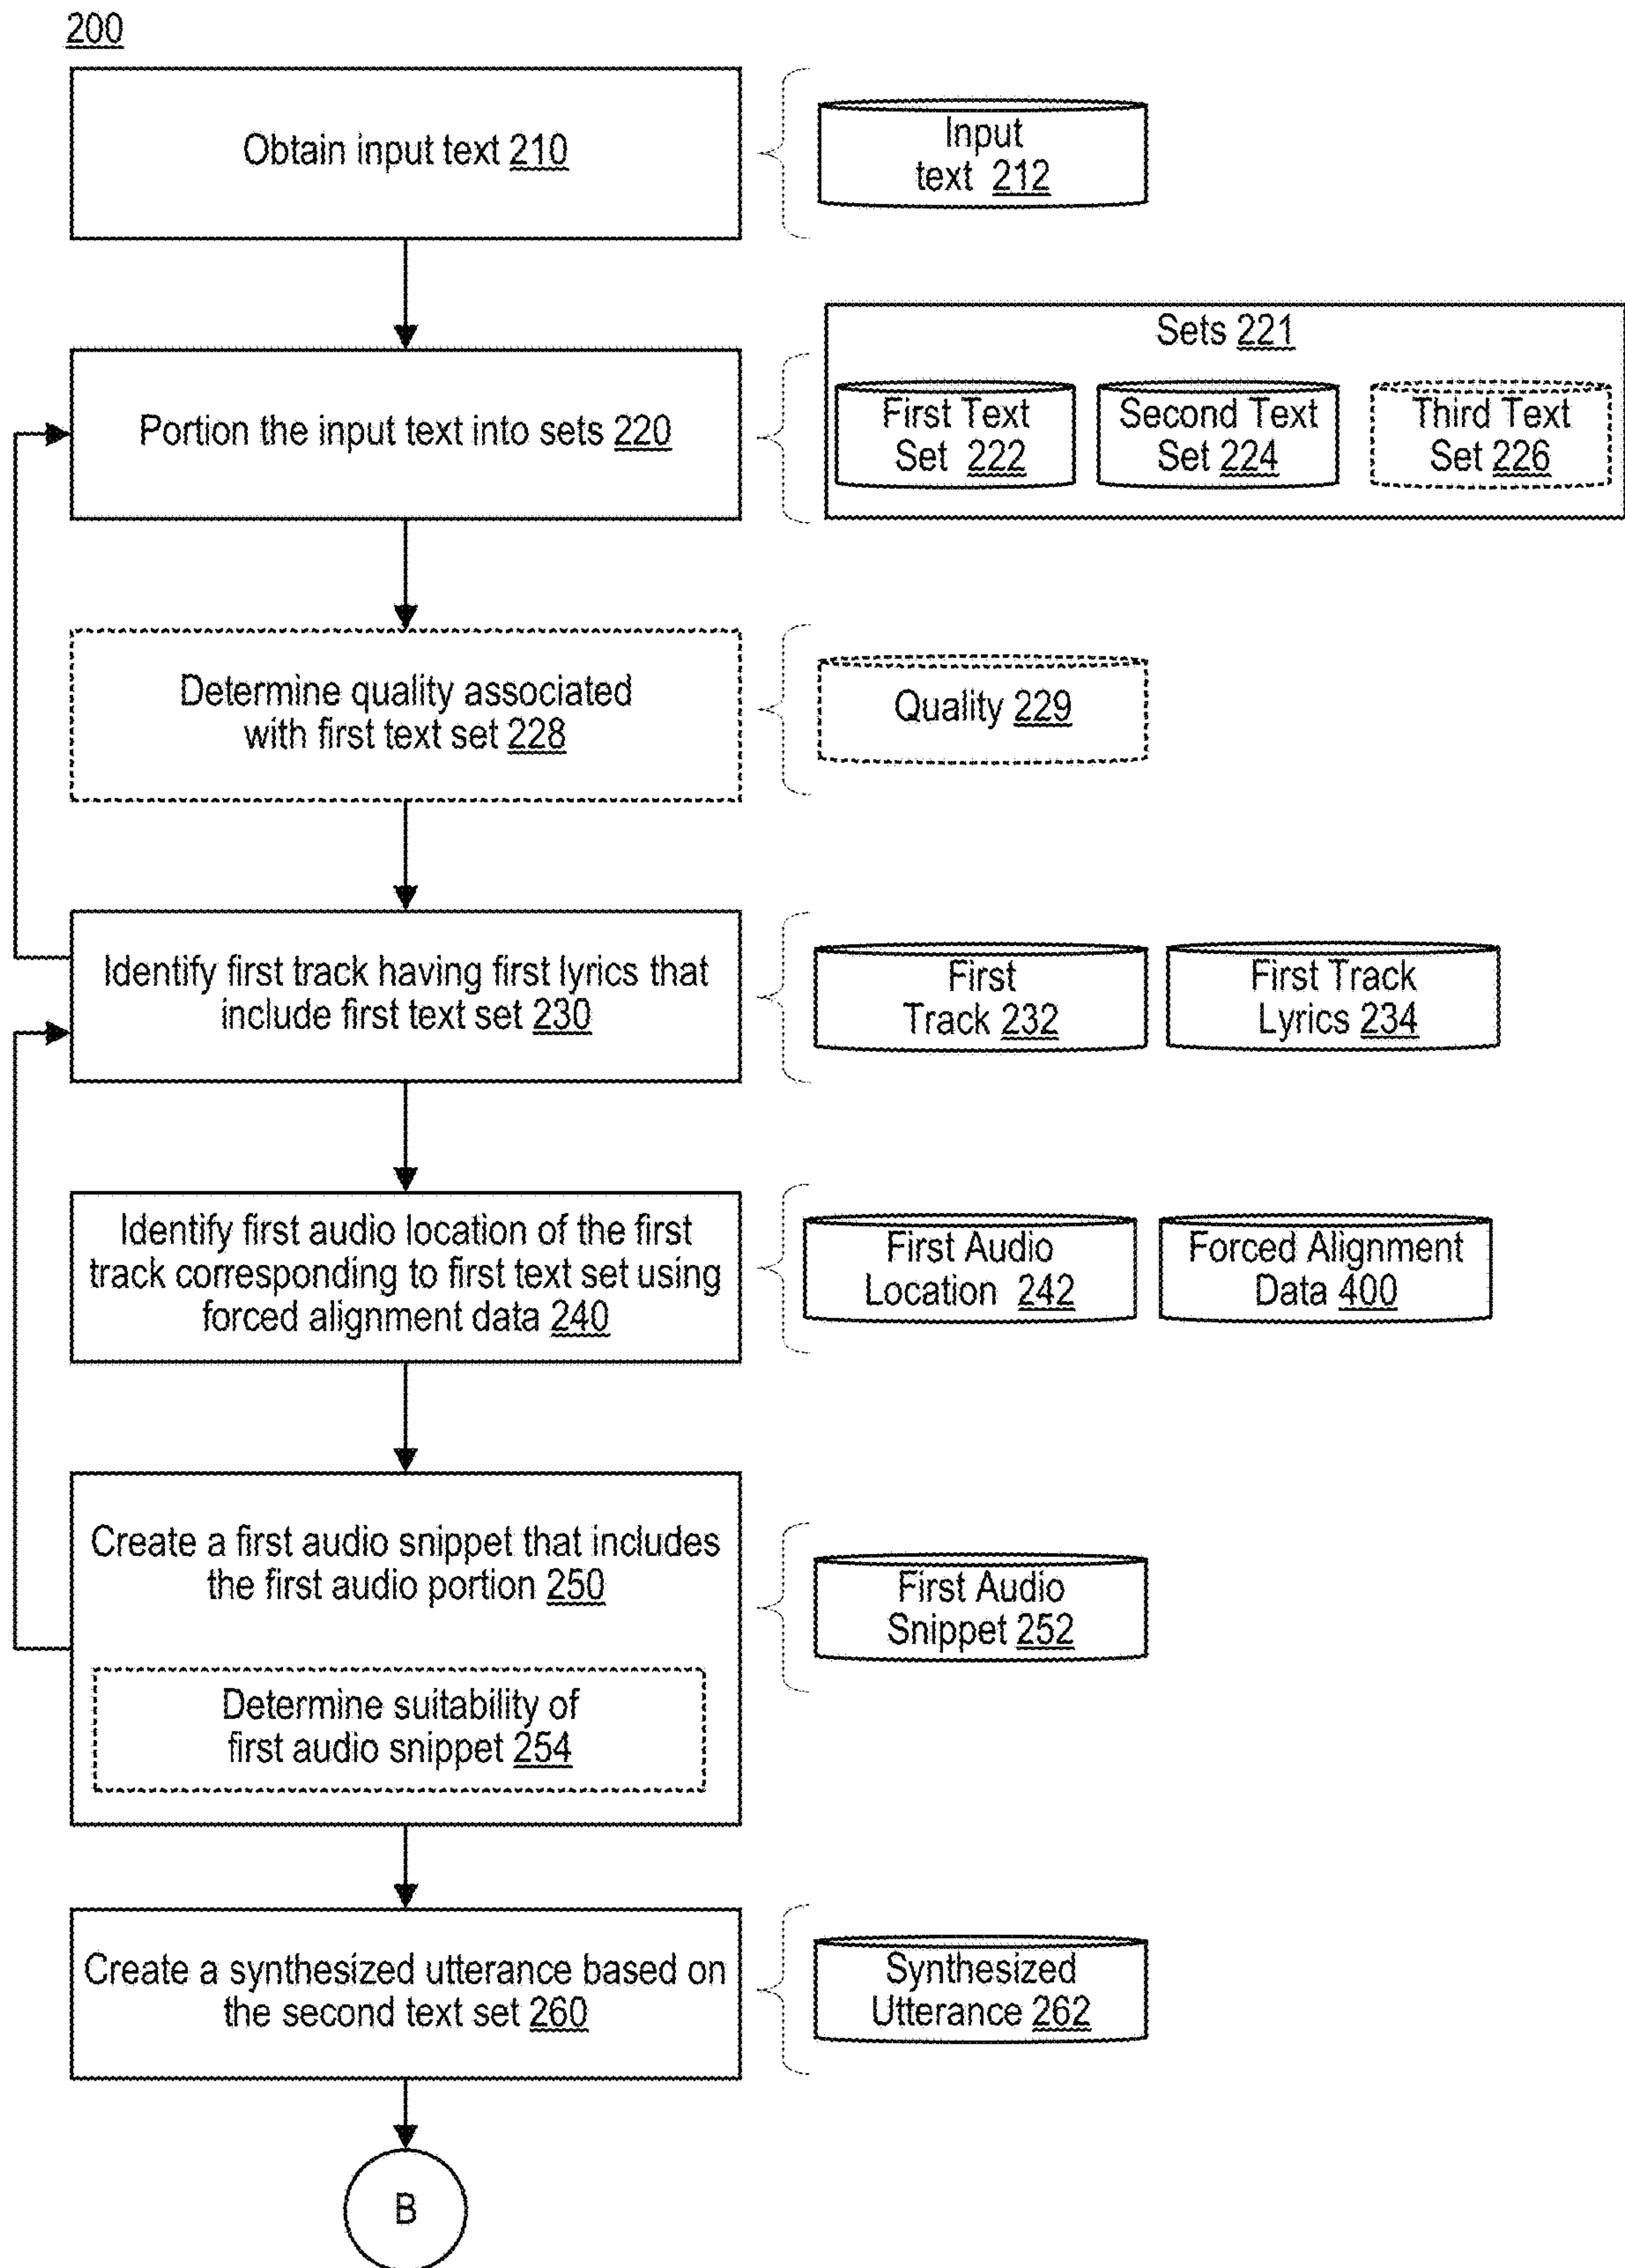 200
Obtain input text 210
Input
text 212
Sets 221
Portion the input text into sets 220
First Text
Set 222
Second Text
Set 224
Third Text
Set 226
Determine quality associated
with first text set 228
Quality 229
Identify first track having first lyrics that
include first text set 230
First
Track 232
First Track
Lyrics 234
Identify first audio location of the first
track corresponding to first text set using
forced alignment data 240
First Audio
Location 242
Forced Alignment
Data 400
Create a first audio snippet that includes
the first audio portion 250
First Audio
Snippet 252
Determine suitability of
first audio snippet 254
Create a synthesized utterance based on
the second text set 260
Synthesized
Utterance 262
B